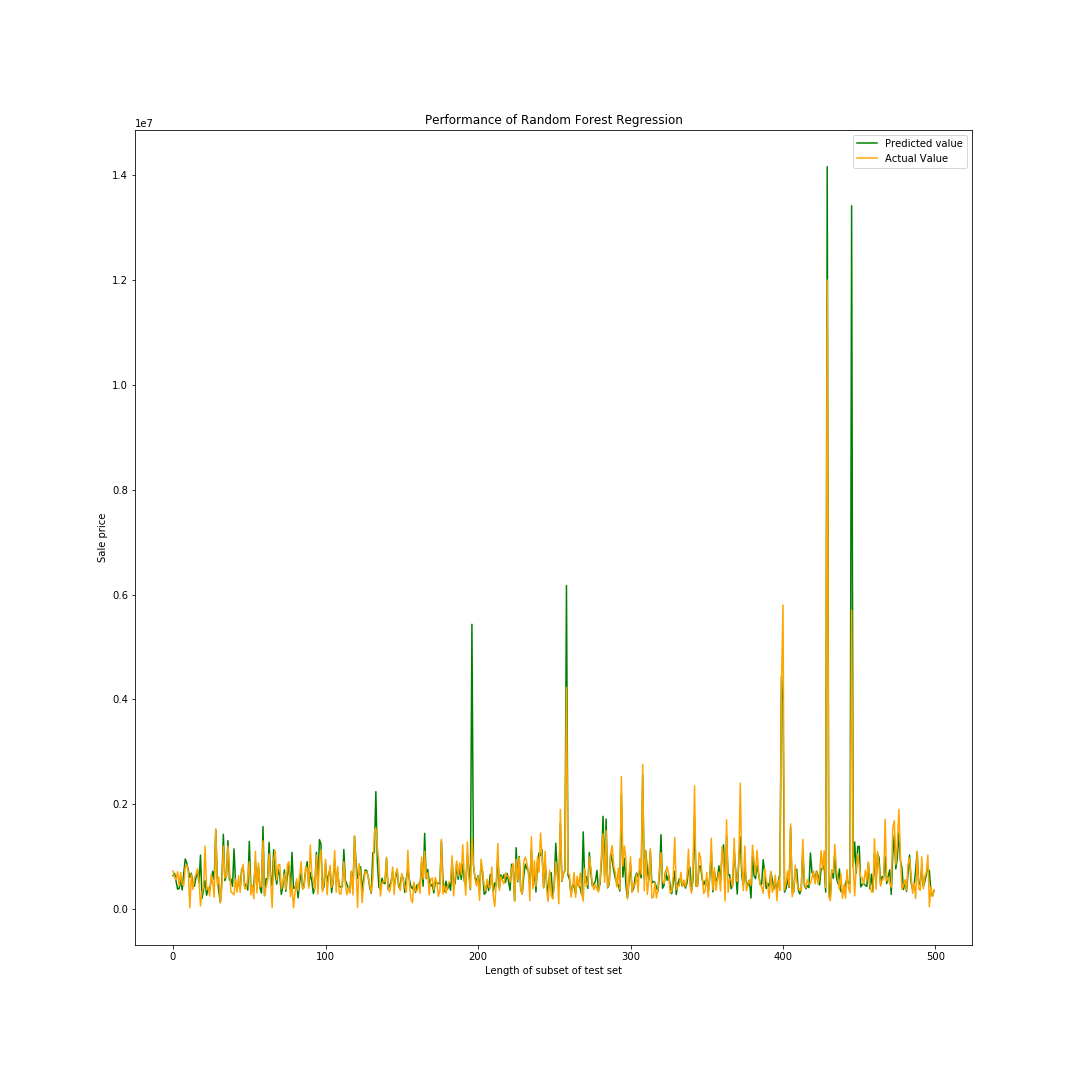 Performance of Random Forest Regression
1e7
Predicted value
Actual Value
1.4
1.2
1.0
0.8
0.6
0.4
0.2
0.0
Sale price
0 100 200 300 400 500
Length of subset of test set